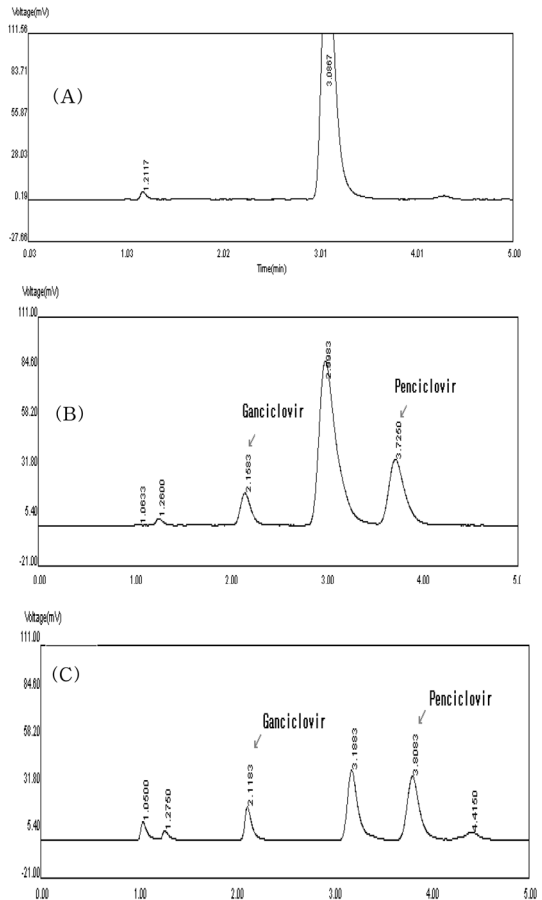 Voltage(mV)
111.56
83.71
55.87
28.03
0.19
-27.66
(A)
1.2117
3.0867
0.03 1.03 2.02 3.01 4.00 5.00
Time(min)
Voltage(mV)
111.00
84.60
58.20
31.80
5.40
-21.00
(B)
Ganciclovir
Penciclovir
1.0633
1.2600
2.1583
3.7250
0.00 1.00 2.00 3.00 4.00
Voltage(mV)
111.00
84.60
58.20
31.80
5.40
-21.00
(C)
Ganciclovir
Penciclovir
1.0500
1.2750
2.1183
3.1883
3.8083
4.4150
0.00 1.00 2.00 3.00 4.00 5.00